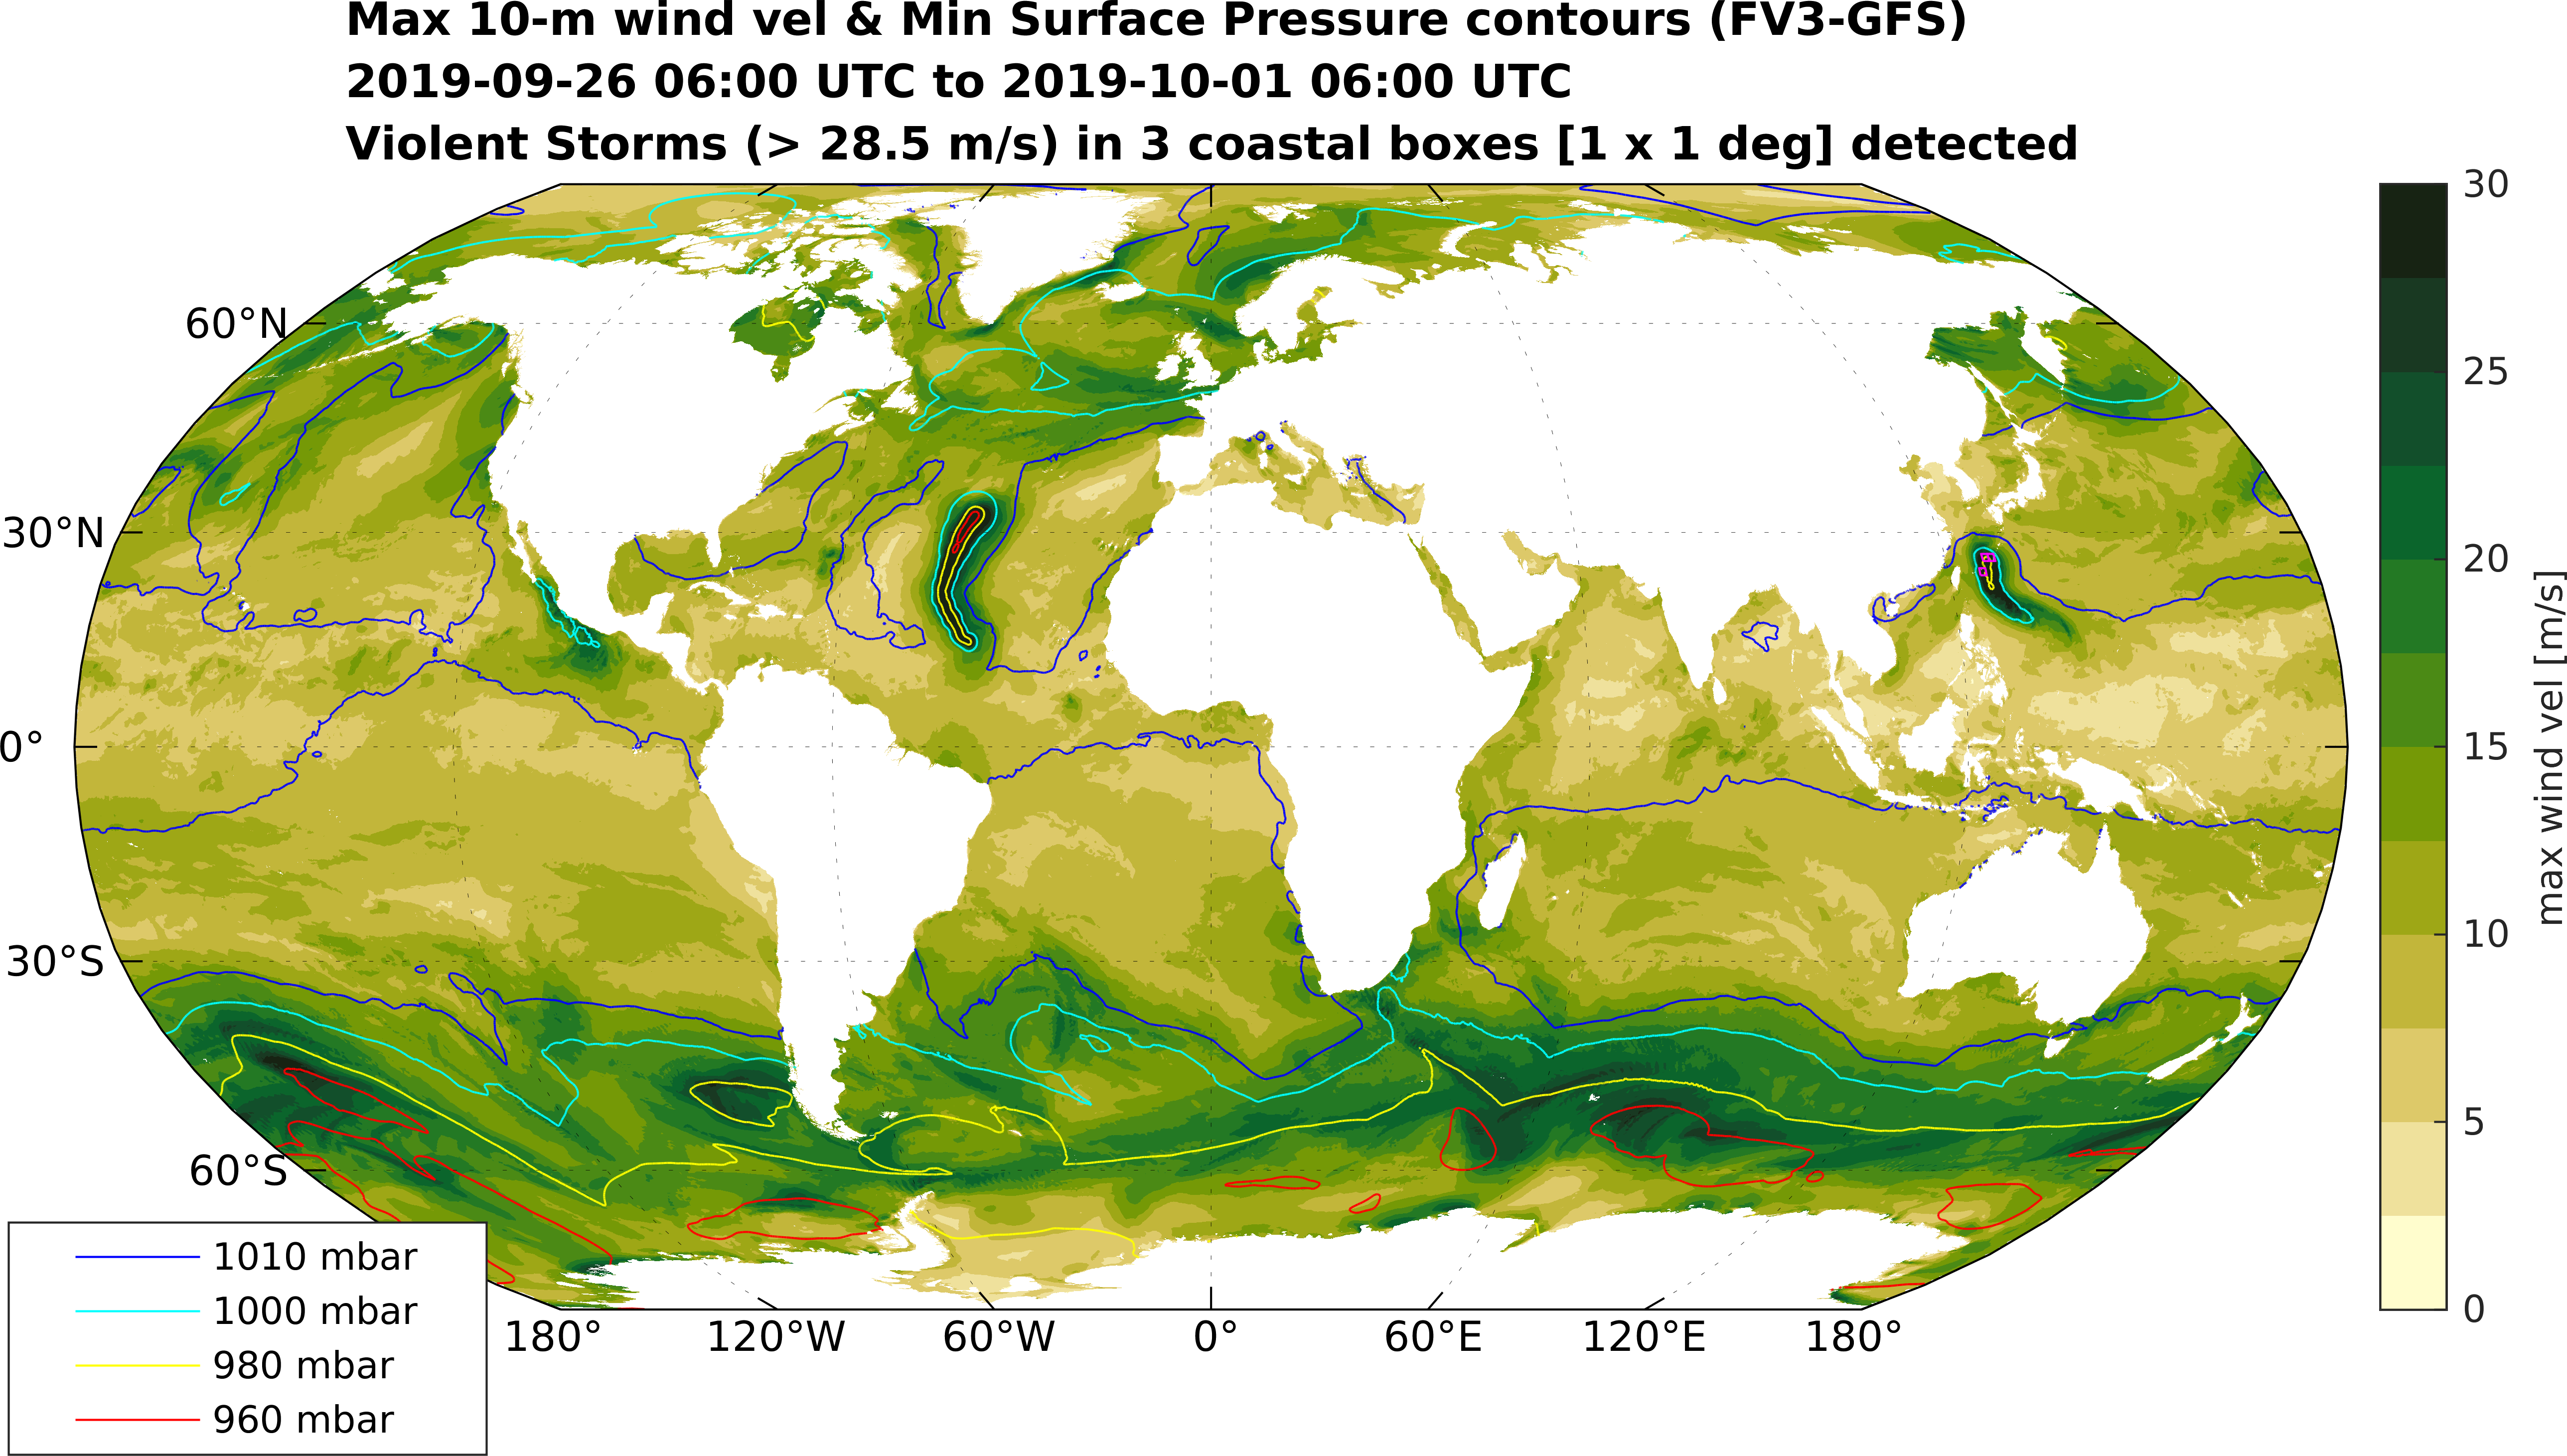 Max 10-m wind vel & Min Surface Pressure contours (FV3-GFS)
2019-09-26 06:00 UTC to 2019-10-01 06:00 UTC
Violent Storms (> 28.5 m/s) in 3 coastal boxes [1 x 1 deg] detected
60°N
30°N
0°
30°S
60°S
180°
120°W
60°W
0°
60°E
120°E
180°
30
25
20
15
10
5
0
max wind vel [m/s]
1010 mbar
1000 mbar
980 mbar
960 mbar